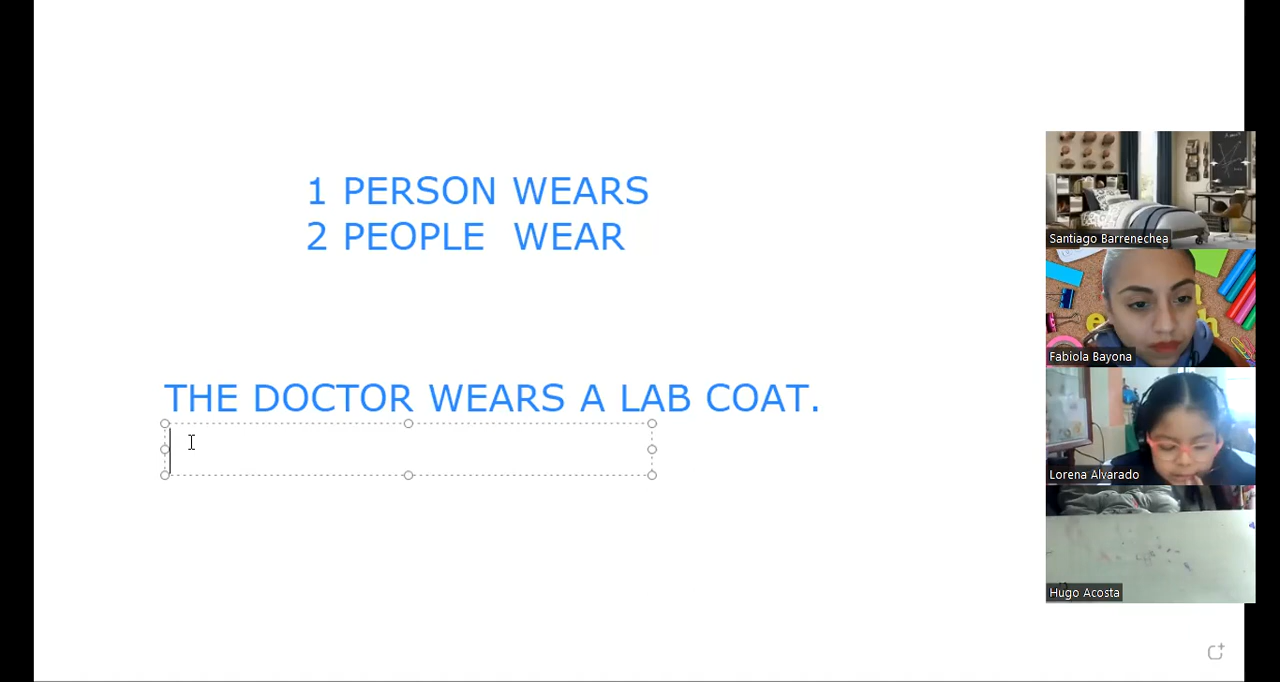 1 PERSON WEARS
2 PEOPLE WEAR
THE DOCTOR WEARS A LAB COAT.
Santiago Barrenechea
Fabiola Bayona
Lorena Alvarado
Hugo Acosta